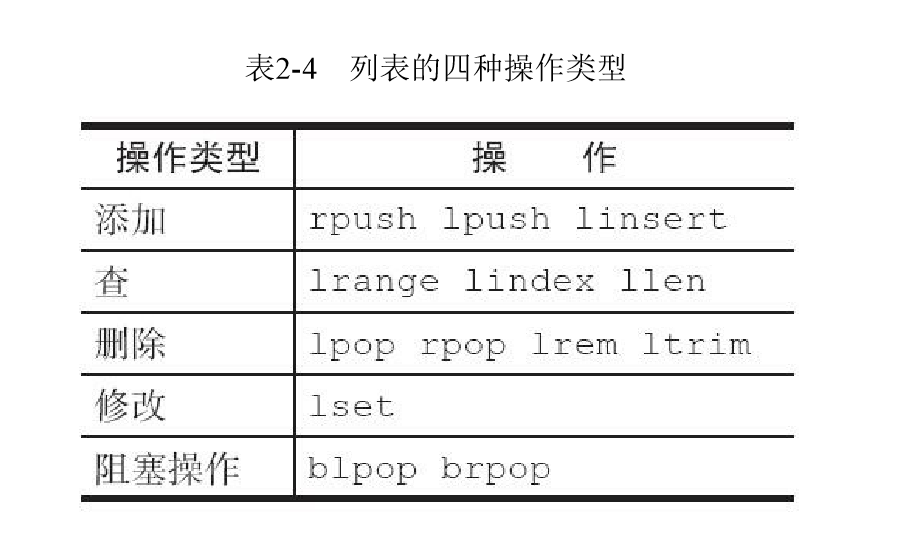 表2-4 列表的四种操作类型
操作类型 操 作
添加 rpush lpush linsert
查 lrange lindex llen
删除 lpop rpop lrem ltrim
修改 lset
阻塞操作 blpop brpop